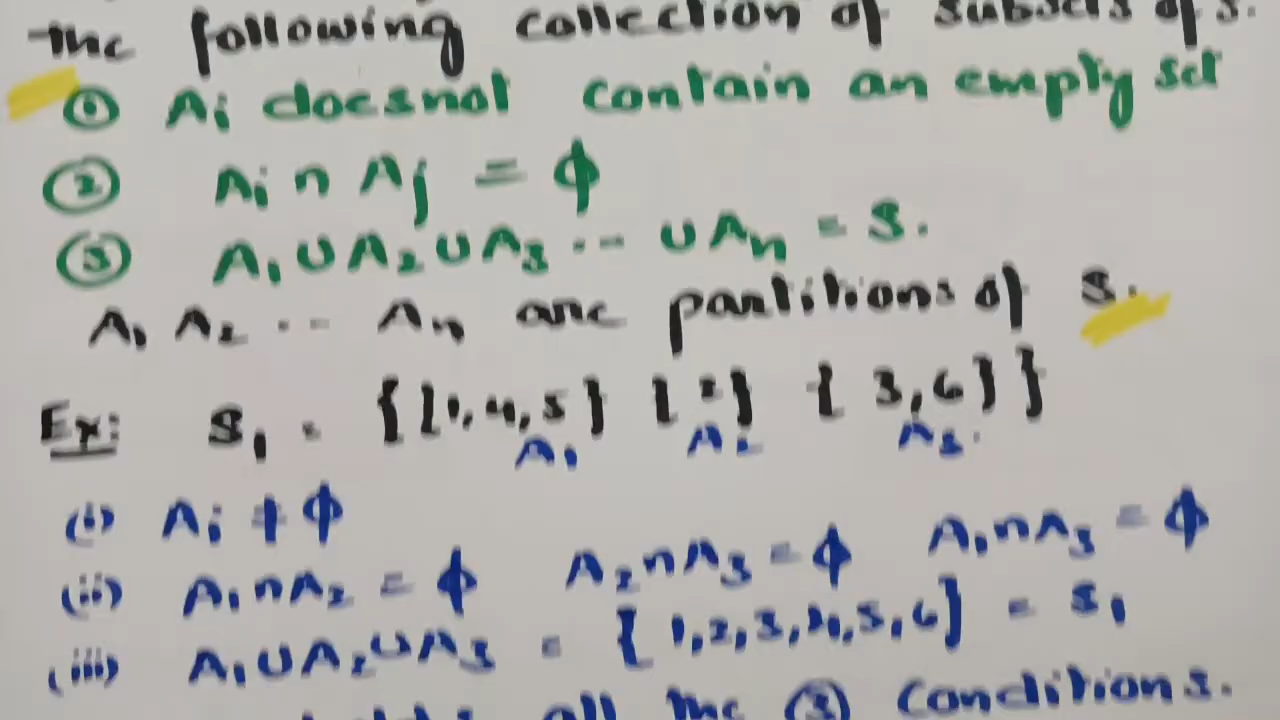 The following collection of subsets of S.
① Ai doesnot contain an empty set
② Ai ∩ Aj = ϕ
③ A₁ ∪ A₂ ∪ A₃ ... ∪ An = S.
A₁ A₂ ... An are partitions of S.
Ex: S₁ = {{1,4,5} {2} {3,6}}
A₁ A₂ A₃.
(i) Ai ≠ ϕ
(ii) A₁∩A₂ = ϕ A₂∩A₃ = ϕ A₁∩A₃ = ϕ
(iii) A₁∪A₂∪A₃ = {1,2,3,4,5,6} = S₁
all the ③ conditions.